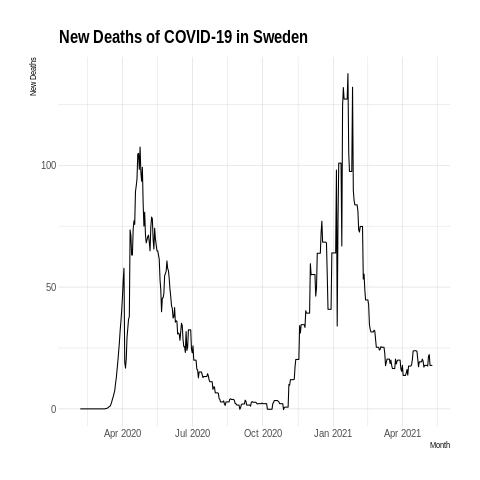 New Deaths of COVID-19 in Sweden
New Deaths
100
50
0
Apr 2020 Jul 2020 Oct 2020 Jan 2021 Apr 2021
Month